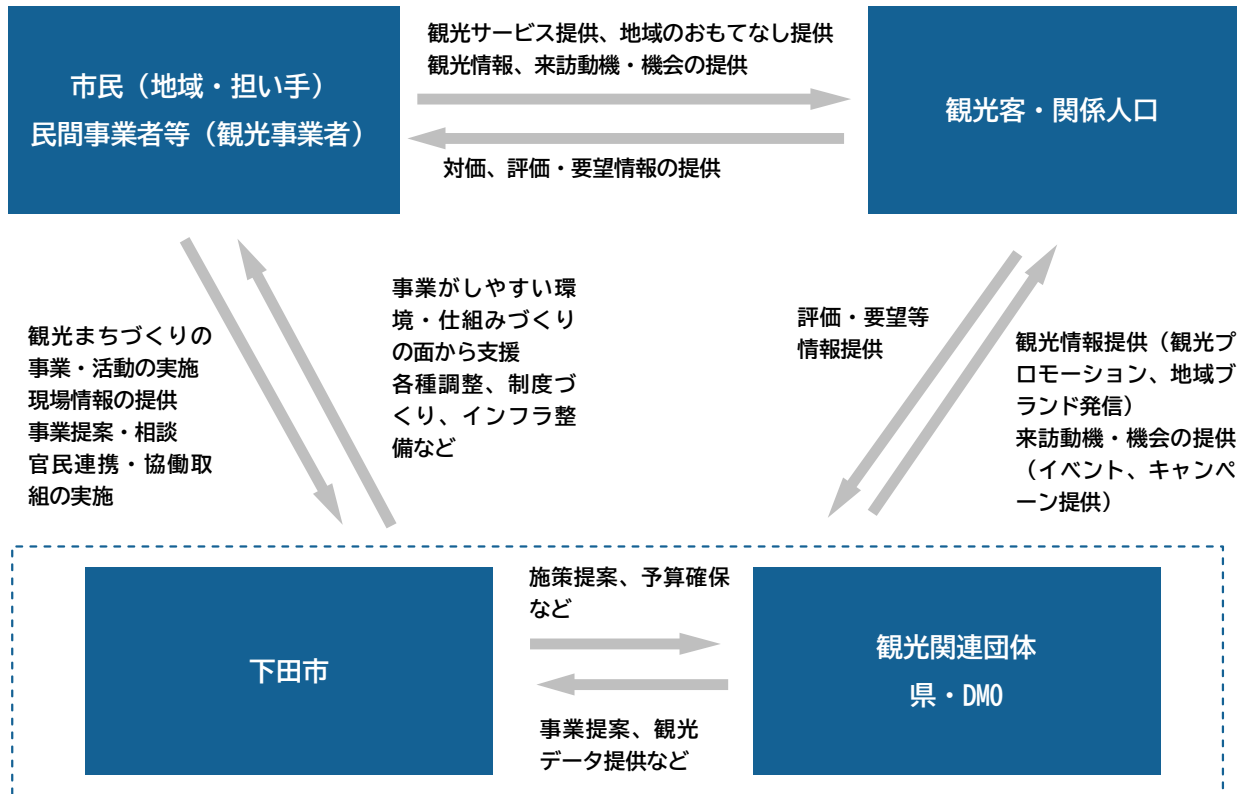 市民（地域・担い手）
民間事業者等（観光事業者）
観光サービス提供、地域のおもてなし提供
観光情報、来訪動機・機会の提供
対価、評価・要望情報の提供
観光客・関係人口
観光まちづくりの
事業・活動の実施
現場情報の提供
事業提案・相談
官民連携・協働取
組の実施
事業がしやすい環
境・仕組みづくり
の面から支援
各種調整、制度づ
くり、インフラ整
備など
評価・要望等
情報提供
観光情報提供（観光プ
ロモーション、地域ブ
ランド発信）
来訪動機・機会の提供
（イベント、キャンペ
ーン提供）
下田市
施策提案、予算確保
など
事業提案、観光
データ提供など
観光関連団体
県・DMO